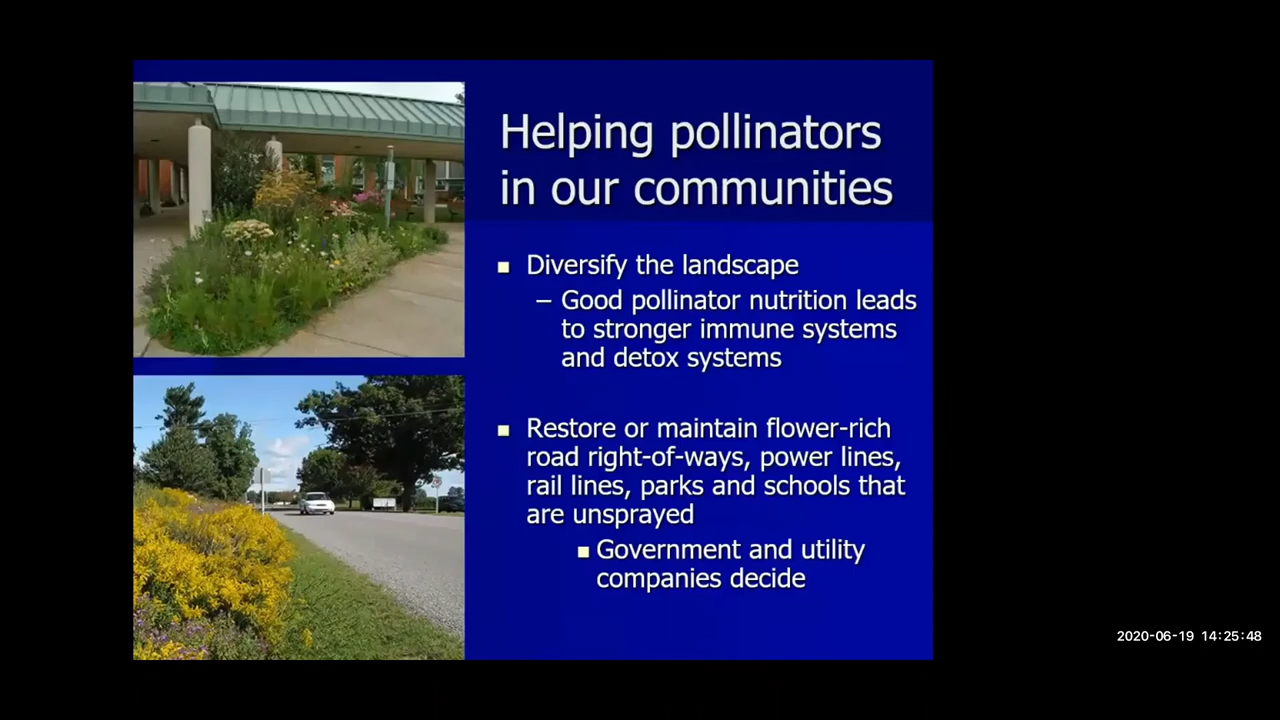 Helping pollinators
in our communities
Diversify the landscape
– Good pollinator nutrition leads
to stronger immune systems
and detox systems
Restore or maintain flower-rich
road right-of-ways, power lines,
rail lines, parks and schools that
are unsprayed
Government and utility
companies decide
2020-06-19 14:25:48